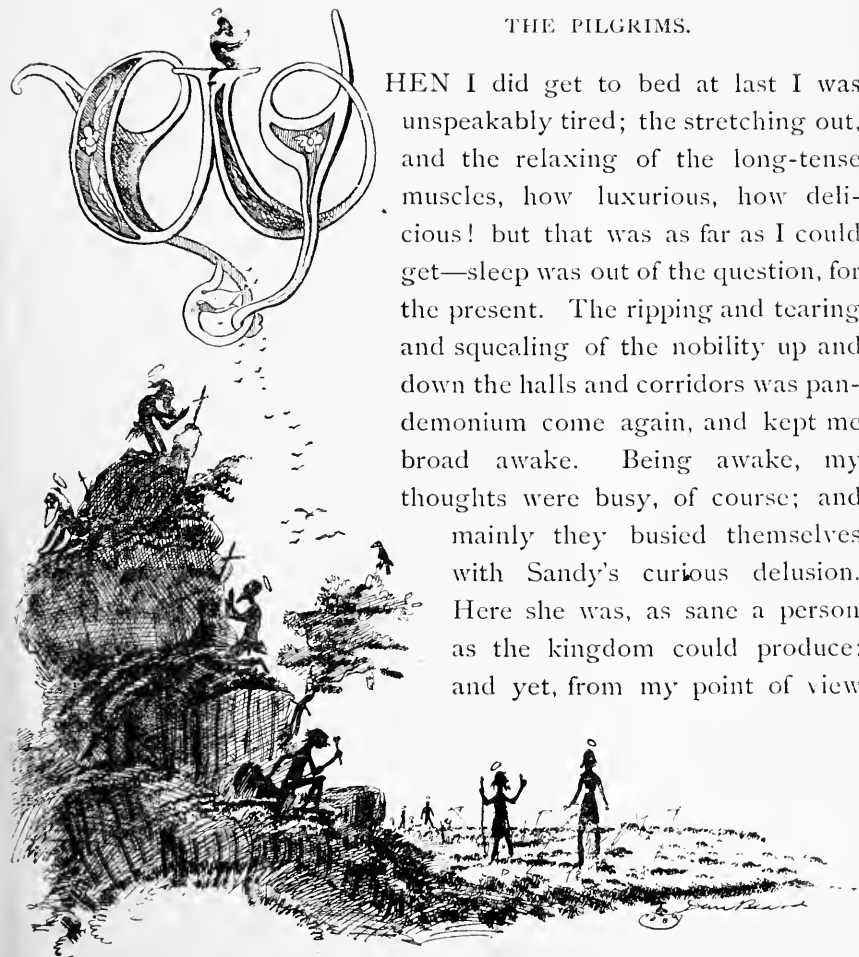 THE PILGRIMS.
WHEN I did get to bed at last I was
unspeakably tired; the stretching out,
and the relaxing of the long-tense
muscles, how luxurious, how deli-
cious! but that was as far as I could
get—sleep was out of the question, for
the present. The ripping and tearing
and squealing of the nobility up and
down the halls and corridors was pan-
demonium come again, and kept me
broad awake. Being awake, my
thoughts were busy, of course; and
mainly they busied themselves
with Sandy's curious delusion.
Here she was, as sane a person
as the kingdom could produce;
and yet, from my point of view
Dan Beard